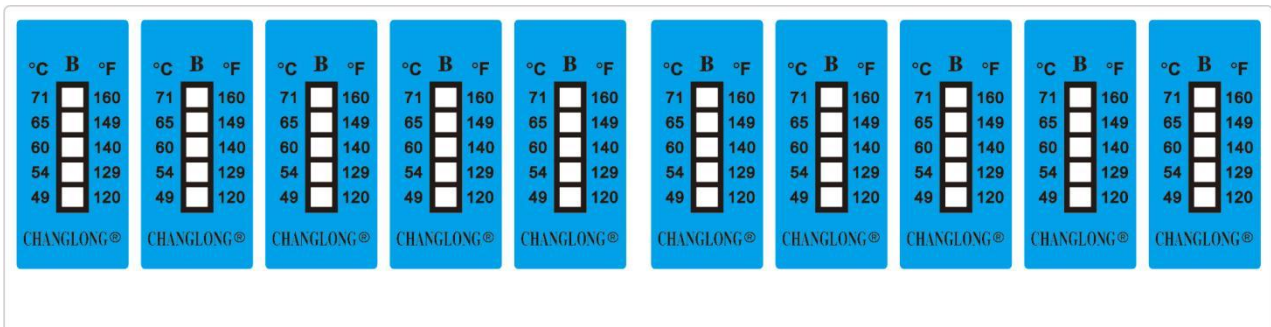 °C B °F °C B °F °C B °F °C B °F °C B °F °C B °F °C B °F °C B °F °C B °F °C B °F
71 160 71 160 71 160 71 160 71 160 71 160 71 160 71 160 71 160 71 160
65 149 65 149 65 149 65 149 65 149 65 149 65 149 65 149 65 149 65 149
60 140 60 140 60 140 60 140 60 140 60 140 60 140 60 140 60 140 60 140
54 129 54 129 54 129 54 129 54 129 54 129 54 129 54 129 54 129 54 129
49 120 49 120 49 120 49 120 49 120 49 120 49 120 49 120 49 120 49 120
CHANGLONG® CHANGLONG® CHANGLONG® CHANGLONG® CHANGLONG® CHANGLONG® CHANGLONG® CHANGLONG® CHANGLONG® CHANGLONG®